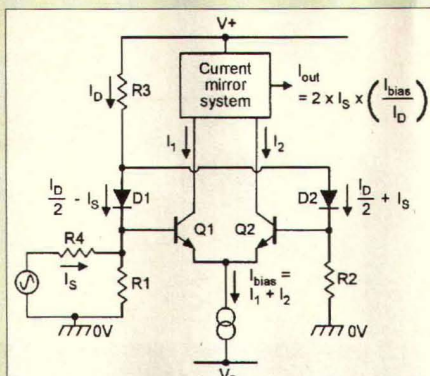 V+
Current
mirror
system
I_out
= 2 x I_S x (I_bias / I_D)
I_D
R3
I_1
I_2
I_D/2 - I_S
D1
D2
I_D/2 + I_S
Q1
Q2
R4
I_S
R1
I_bias =
I_1 + I_2
R2
0V
0V